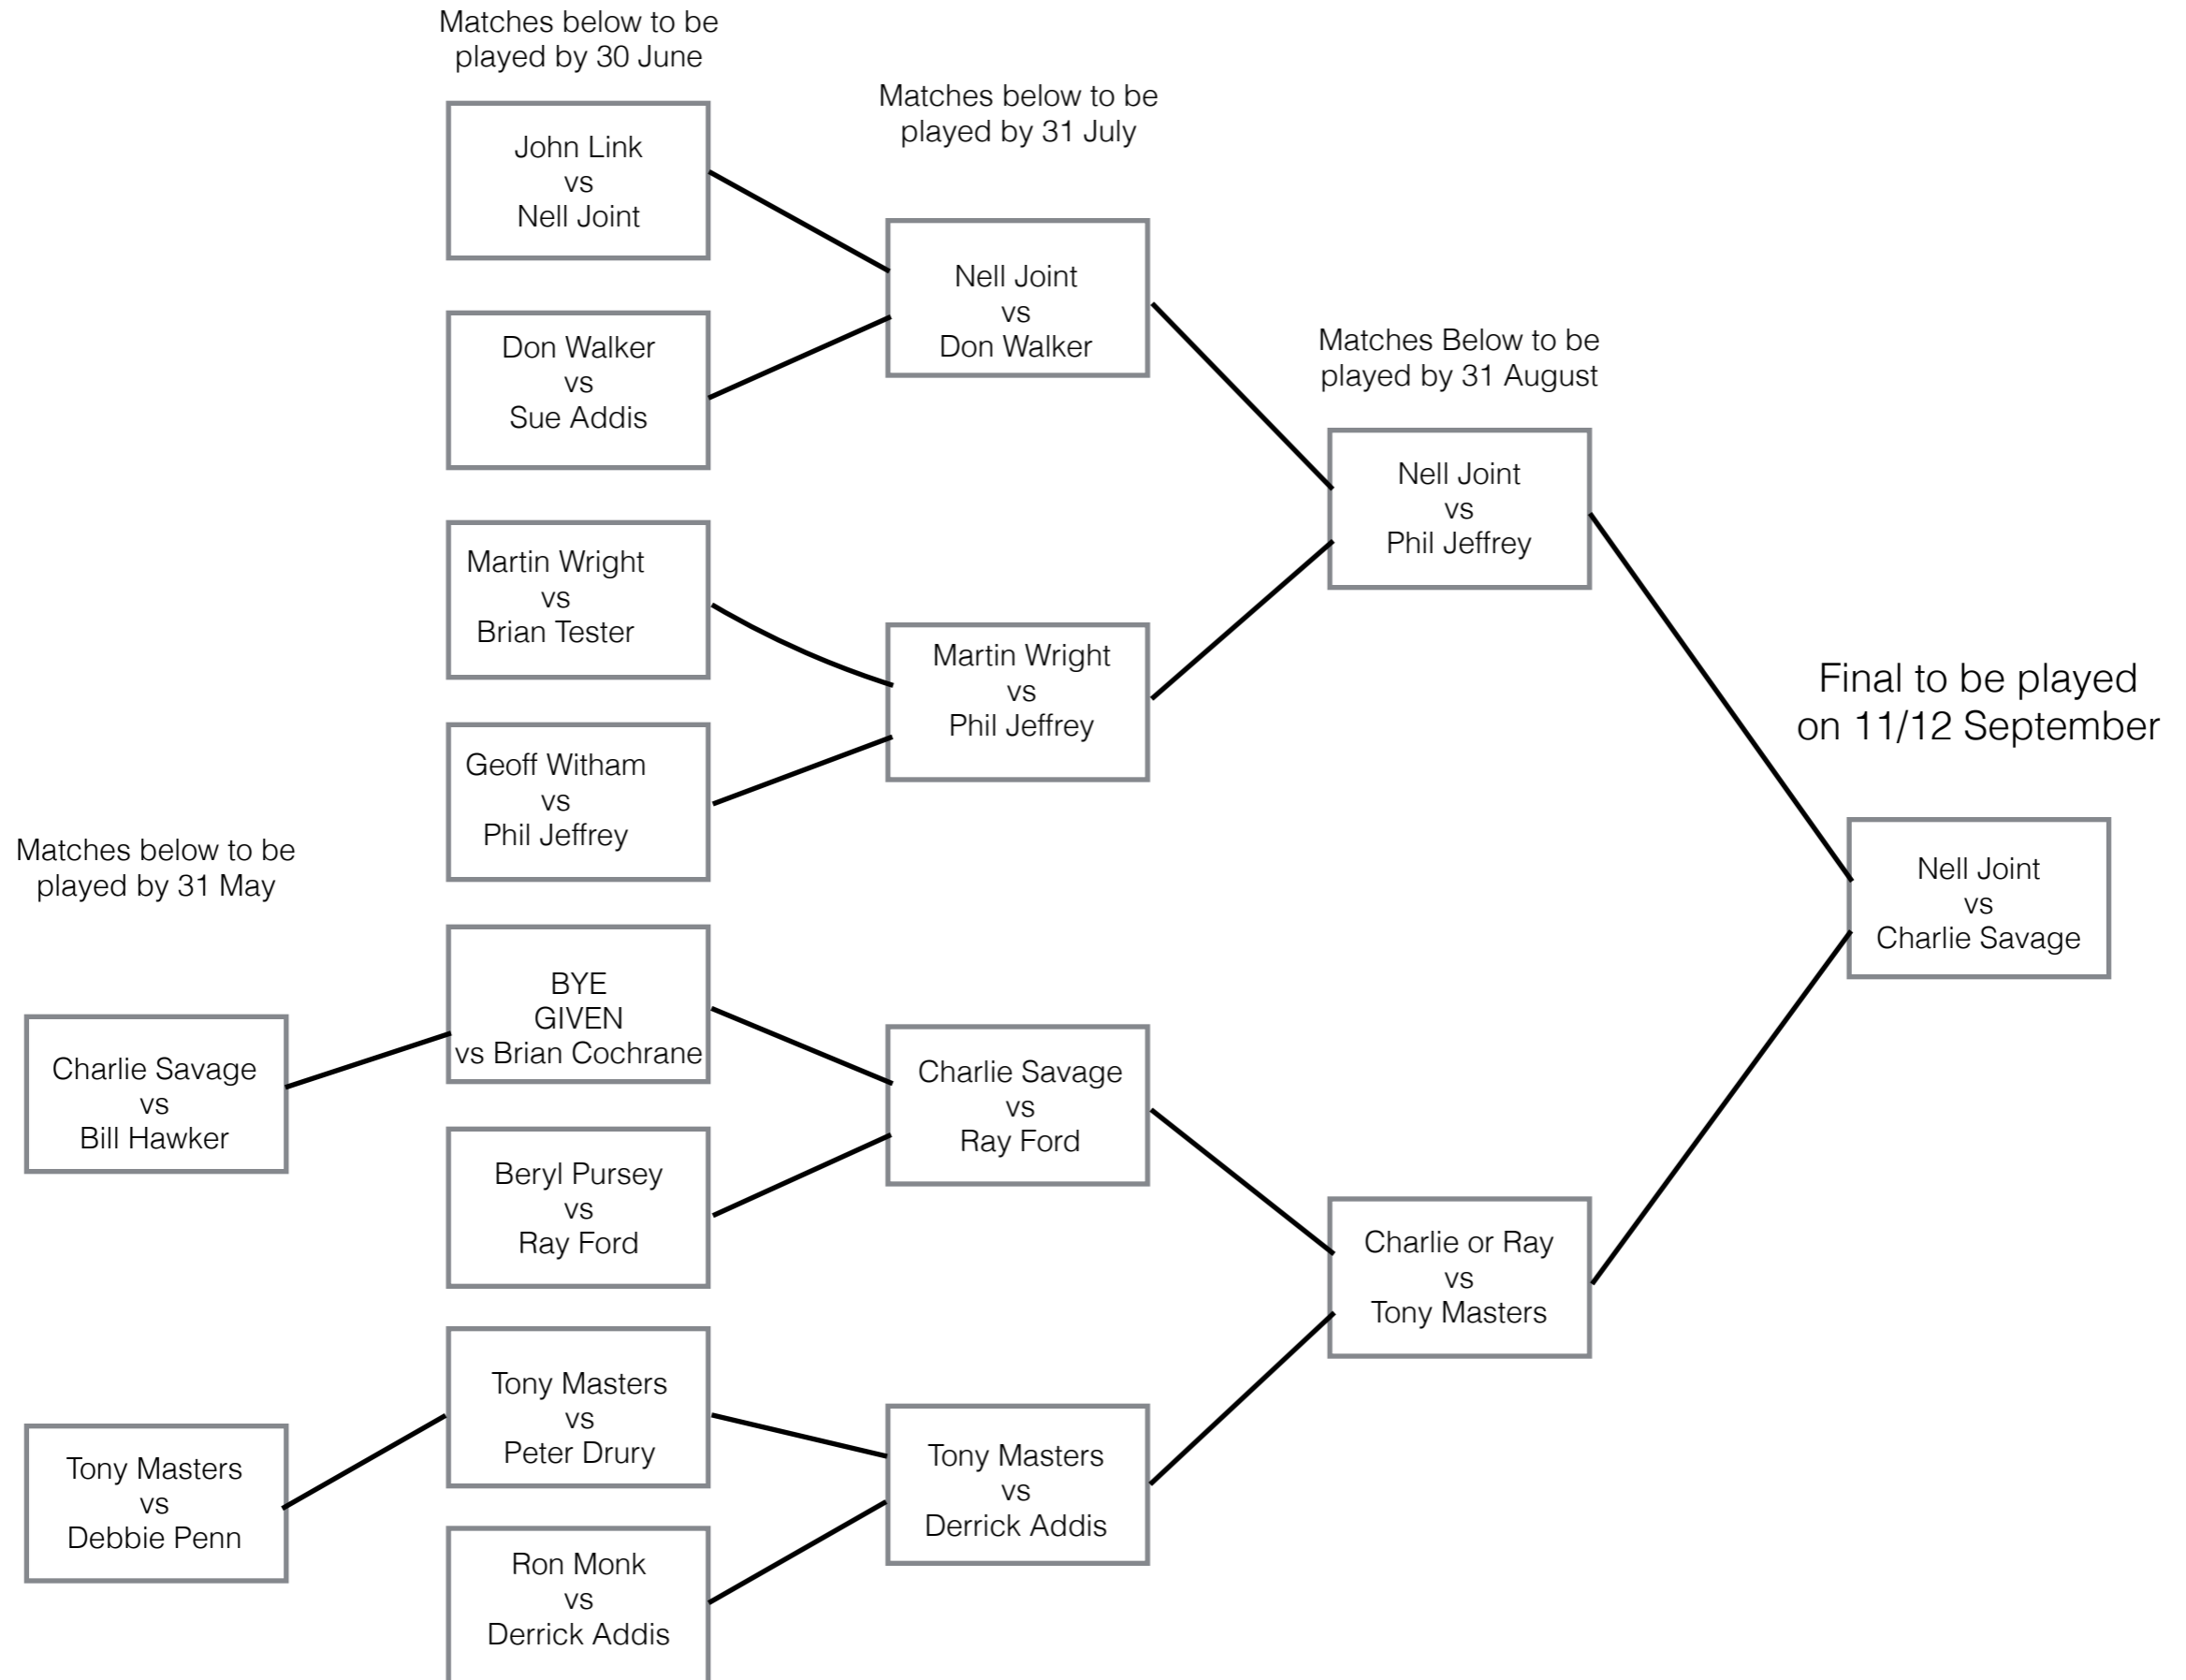 Matches below to be
played by 30 June
John Link
vs
Nell Joint
Don Walker
vs
Sue Addis
Martin Wright
vs
Brian Tester
Geoff Witham
vs
Phil Jeffrey
BYE
GIVEN
vs Brian Cochrane
Beryl Pursey
vs
Ray Ford
Tony Masters
vs
Peter Drury
Ron Monk
vs
Derrick Addis
Matches below to be
played by 31 May
Charlie Savage
vs
Bill Hawker
Tony Masters
vs
Debbie Penn
Matches below to be
played by 31 July
Nell Joint
vs
Don Walker
Martin Wright
vs
Phil Jeffrey
Charlie Savage
vs
Ray Ford
Tony Masters
vs
Derrick Addis
Matches Below to be
played by 31 August
Nell Joint
vs
Phil Jeffrey
Charlie or Ray
vs
Tony Masters
Final to be played
on 11/12 September
Nell Joint
vs
Charlie Savage